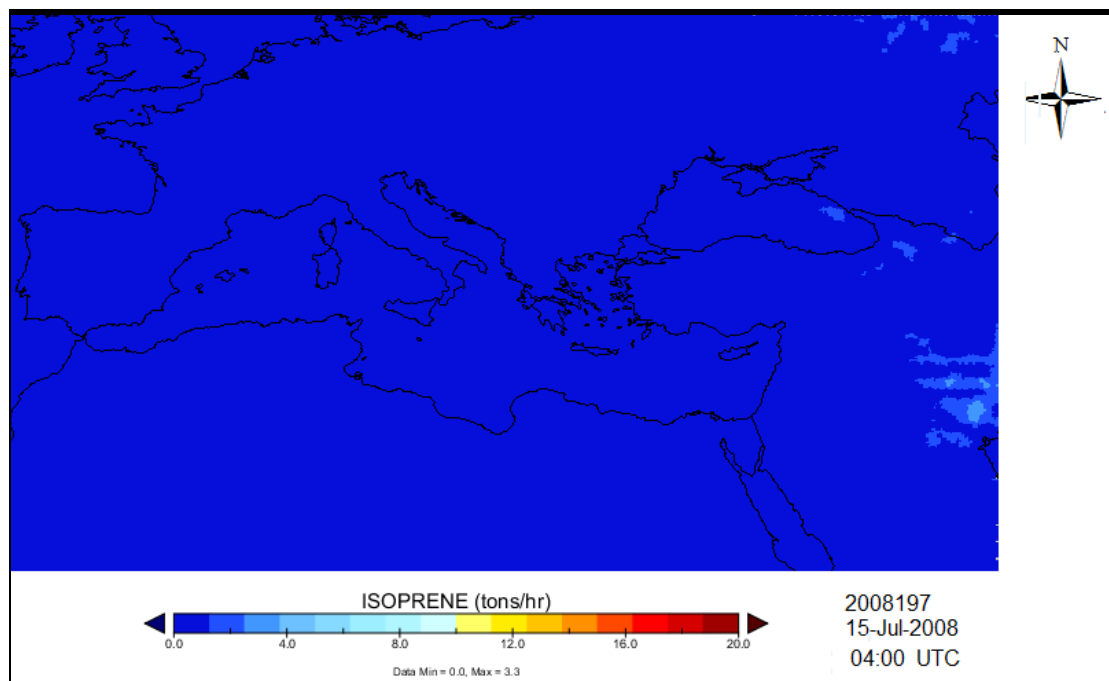 N
ISOPRENE (tons/hr)
0.0 4.0 8.0 12.0 16.0 20.0
Data Min = 0.0, Max = 3.3
2008197
15-Jul-2008
04:00 UTC